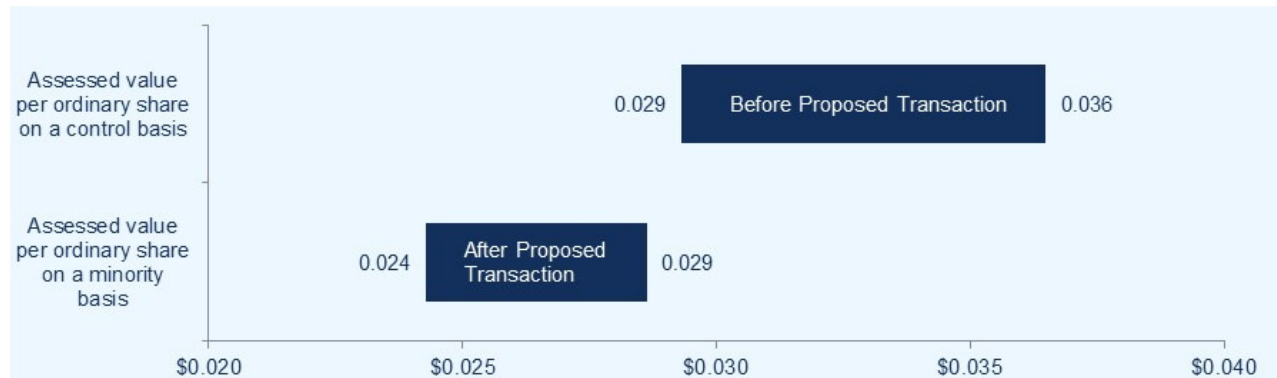 Assessed value
per ordinary share
on a control basis
0.029
Before Proposed Transaction
0.036
Assessed value
per ordinary share
on a minority
basis
0.024
After Proposed
Transaction
0.029
$0.020
$0.025
$0.030
$0.035
$0.040